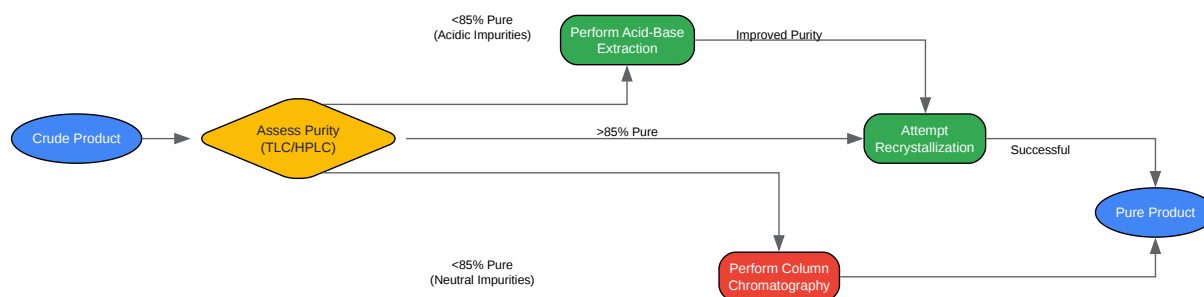 <85% Pure
(Acidic Impurities)
Perform Acid-Base
Extraction
Improved Purity
Crude Product
Assess Purity
(TLC/HPLC)
>85% Pure
Attempt
Recrystallization
Successful
Pure Product
<85% Pure
(Neutral Impurities)
Perform Column
Chromatography